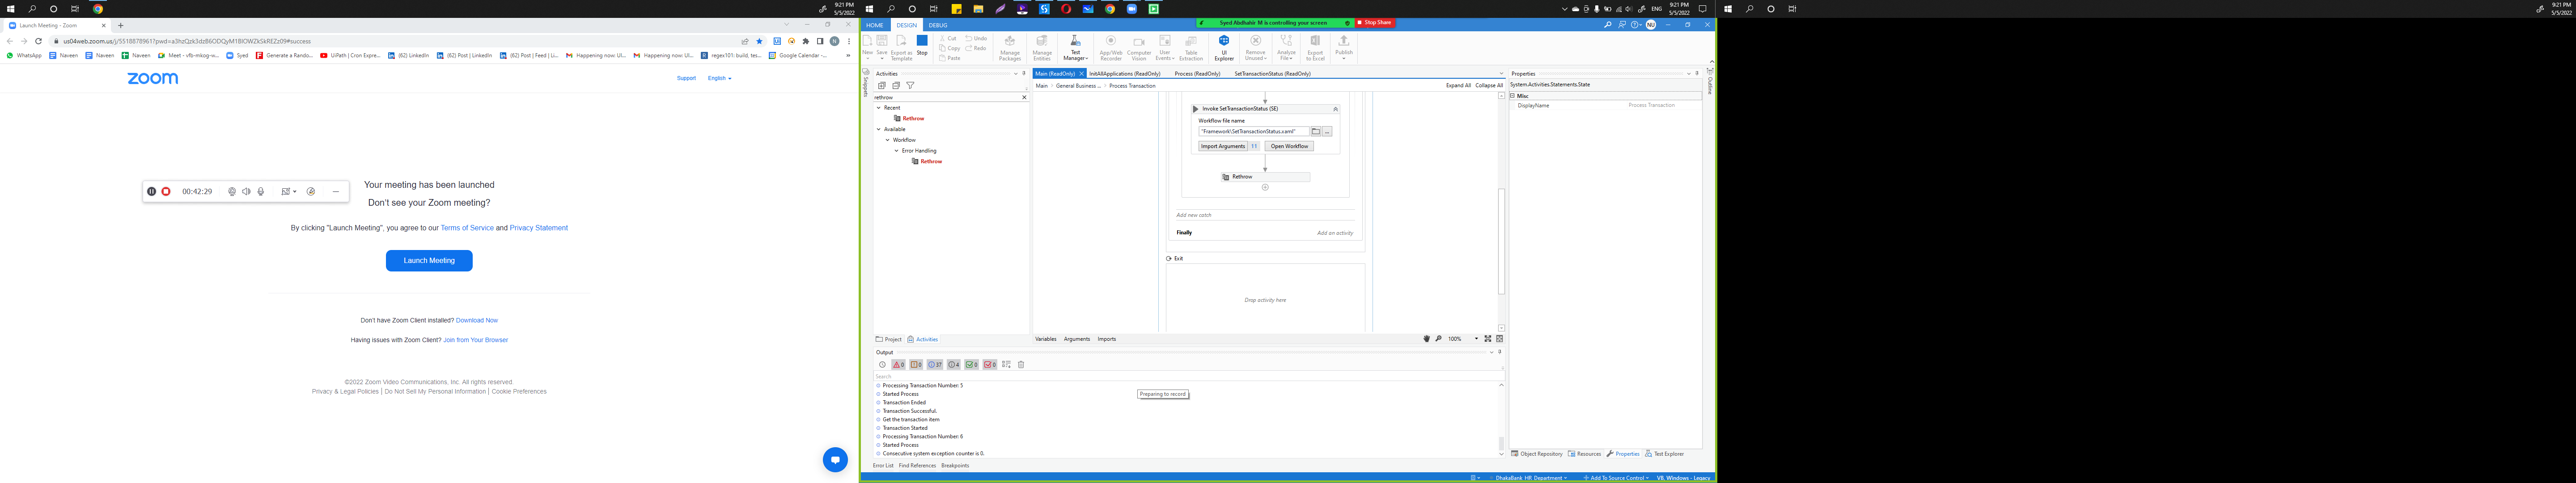 9:21 PM
5/5/2022
Launch Meeting - Zoom
us04web.zoom.us/j/5518878961?pwd=a3hzQzk3dzB6ODQyM1BIOWZkSkREZz09#success
WhatsApp Naveen Naveen Naveen Meet - vfb-mkog-w... Syed Generate a Rando... UiPath | Cron Expre... (62) LinkedIn (62) Post | LinkedIn (62) Post | Feed | Li... Happening now: UI... Happening now: UI... regex101: build, tes... Google Calendar -...
zoom
Support English
00:42:29
Your meeting has been launched
Don't see your Zoom meeting?
By clicking "Launch Meeting", you agree to our Terms of Service and Privacy Statement
Launch Meeting
Don't have Zoom Client installed? Download Now
Having issues with Zoom Client? Join from Your Browser
©2022 Zoom Video Communications, Inc. All rights reserved.
Privacy & Legal Policies | Do Not Sell My Personal Information | Cookie Preferences
ENG
9:21 PM
5/5/2022
HOME DESIGN DEBUG
Syed Abdhahir M is controlling your screen Stop Share
NU
New Save Export as Template Stop
Cut Copy Paste Undo Redo
Manage Packages
Manage Entities
Test Manager
App/Web Recorder
Computer Vision
User Events
Table Extraction
UI Explorer
Remove Unused
Analyze File
Export to Excel
Publish
Snippets
Activities
rethrow
Recent
Rethrow
Available
Workflow
Error Handling
Rethrow
Project Activities
Main (ReadOnly) InitAllApplications (ReadOnly) Process (ReadOnly) SetTransactionStatus (ReadOnly)
Main > General Business ... > Process Transaction
Expand All Collapse All
Invoke SetTransactionStatus (SE)
Workflow file name
"Framework\SetTransactionStatus.xaml"
Import Arguments 11 Open Workflow
Rethrow
Add new catch
Finally Add an activity
Exit
Drop activity here
Variables Arguments Imports
100%
Properties
System.Activities.Statements.State
Misc
DisplayName Process Transaction
Outline
Output
0 0 37 4 0 0
Search
Processing Transaction Number: 5
Started Process
Transaction Ended
Transaction Successful.
Get the transaction item
Transaction Started
Processing Transaction Number: 6
Started Process
Consecutive system exception counter is 0.
Preparing to record
Error List Find References Breakpoints
Object Repository Resources Properties Test Explorer
DhakaBank_HR_Department Add To Source Control VB, Windows - Legacy
9:21 PM
5/5/2022